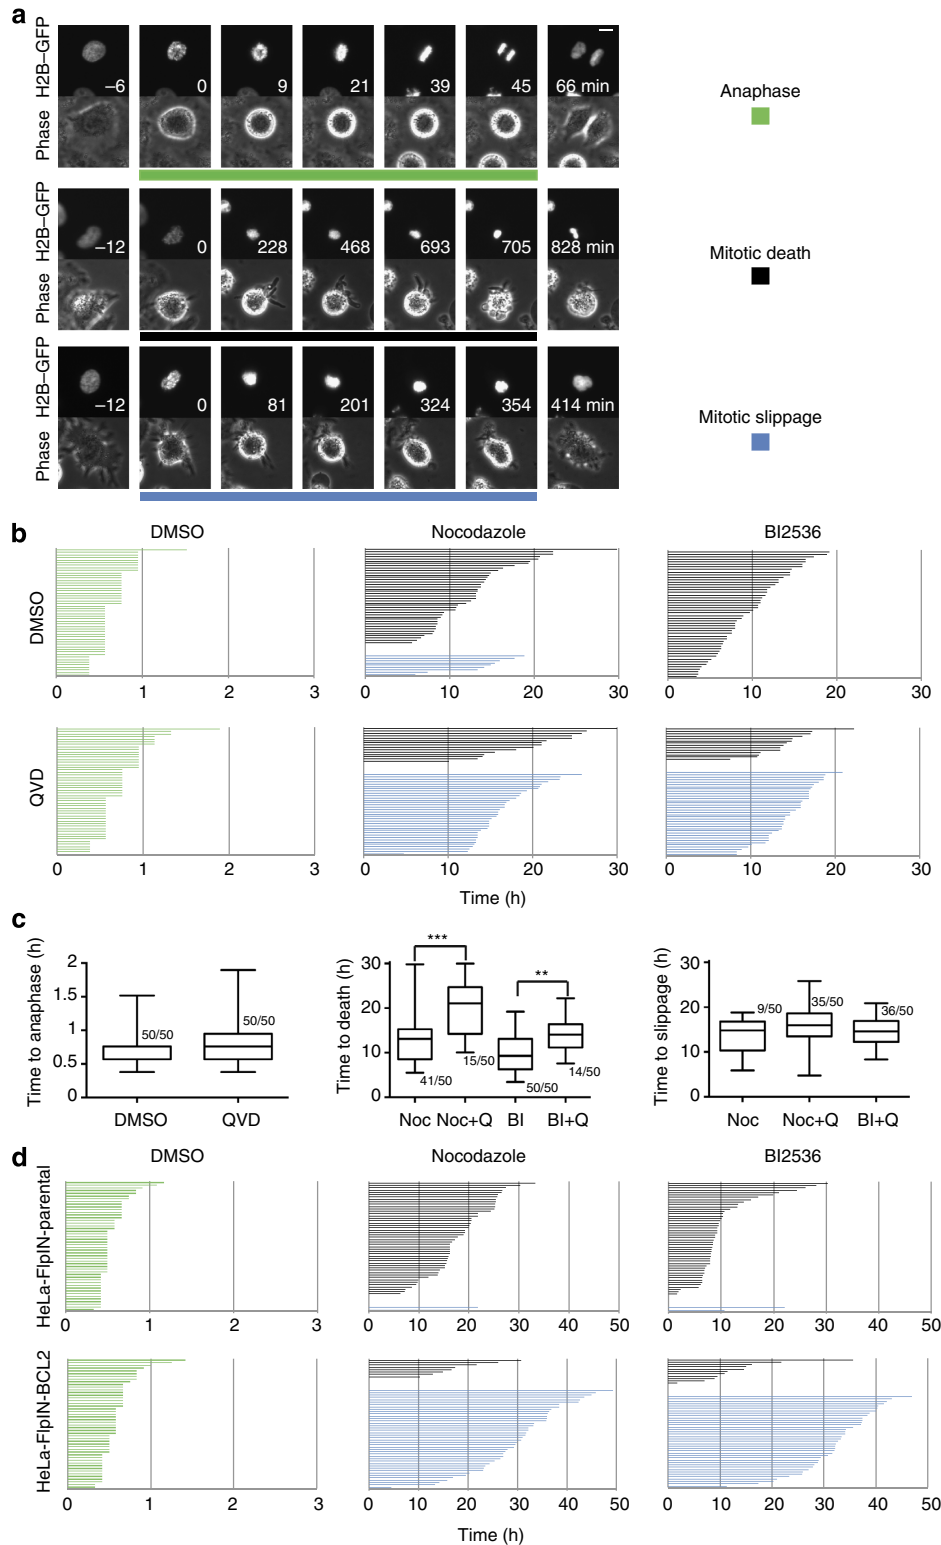 a
H2B–GFP
–6 0 9 21 39 45 66 min
Phase
Anaphase
H2B–GFP
–12 0 228 468 693 705 828 min
Phase
Mitotic death
H2B–GFP
–12 0 81 201 324 354 414 min
Phase
Mitotic slippage
b
DMSO Nocodazole BI2536
DMSO
0 1 2 3 0 10 20 30 0 10 20 30
QVD
0 1 2 3 0 10 20 30 0 10 20 30
Time (h)
c
Time to anaphase (h)
2
1.5
1
0.5
0
50/50 50/50
DMSO QVD
Time to death (h)
30
20
10
0
*** **
41/50 15/50 50/50 14/50
Noc Noc+Q BI BI+Q
Time to slippage (h)
30
20
10
0
9/50 35/50 36/50
Noc Noc+Q BI+Q
d
DMSO Nocodazole BI2536
HeLa-FlpIN-parental
0 1 2 3 0 10 20 30 40 50 0 10 20 30 40 50
HeLa-FlpIN-BCL2
0 1 2 3 0 10 20 30 40 50 0 10 20 30 40 50
Time (h)